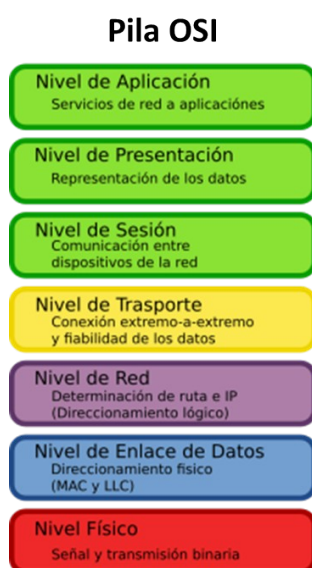 Pila OSI
Nivel de Aplicación
Servicios de red a aplicaciónes
Nivel de Presentación
Representación de los datos
Nivel de Sesión
Comunicación entre
dispositivos de la red
Nivel de Trasporte
Conexión extremo-a-extremo
y fiabilidad de los datos
Nivel de Red
Determinación de ruta e IP
(Direccionamiento lógico)
Nivel de Enlace de Datos
Direccionamiento fisico
(MAC y LLC)
Nivel Físico
Señal y transmisión binaria